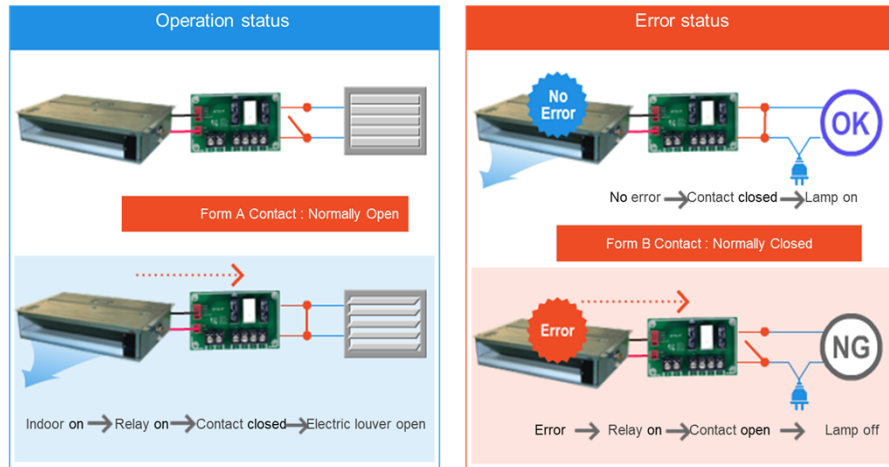 Operation status
Form A Contact : Normally Open
Indoor on → Relay on → Contact closed → Electric louver open
Error status
No
Error
OK
No error → Contact closed → Lamp on
Form B Contact : Normally Closed
Error
NG
Error → Relay on → Contact open → Lamp off